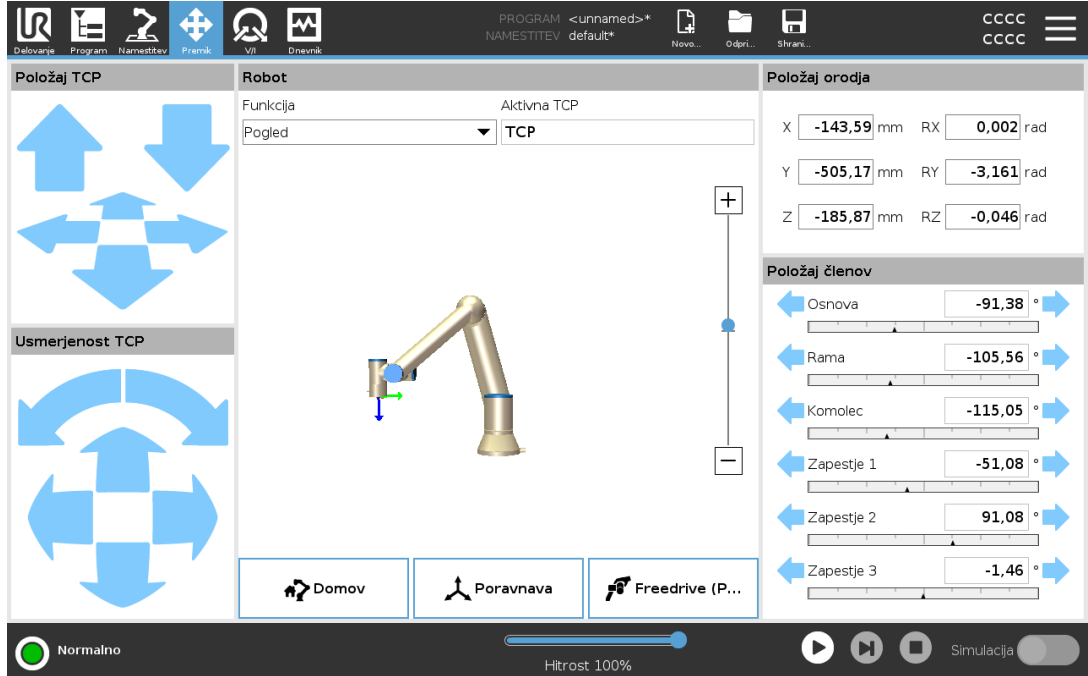 UR
PROGRAM <unnamed>*
NAMESTITEV default*
CCCC
CCCC
Delovanje Program Namestitev Premik V/I Dnevnik Novo... Odpri... Shrani...
Položaj TCP
Robot
Funkcija
Aktivna TCP
Pogled
TCP
Položaj orodja
X -143,59 mm RX 0,002 rad
Y -505,17 mm RY -3,161 rad
Z -185,87 mm RZ -0,046 rad
Usmerjenost TCP
Položaj členov
Osnova -91,38 °
Rama -105,56 °
Komolec -115,05 °
Zapestje 1 -51,08 °
Zapestje 2 91,08 °
Zapestje 3 -1,46 °
Domov
Poravnava
Freedrive (P...
Normalno
Hitrost 100%
Simulacija